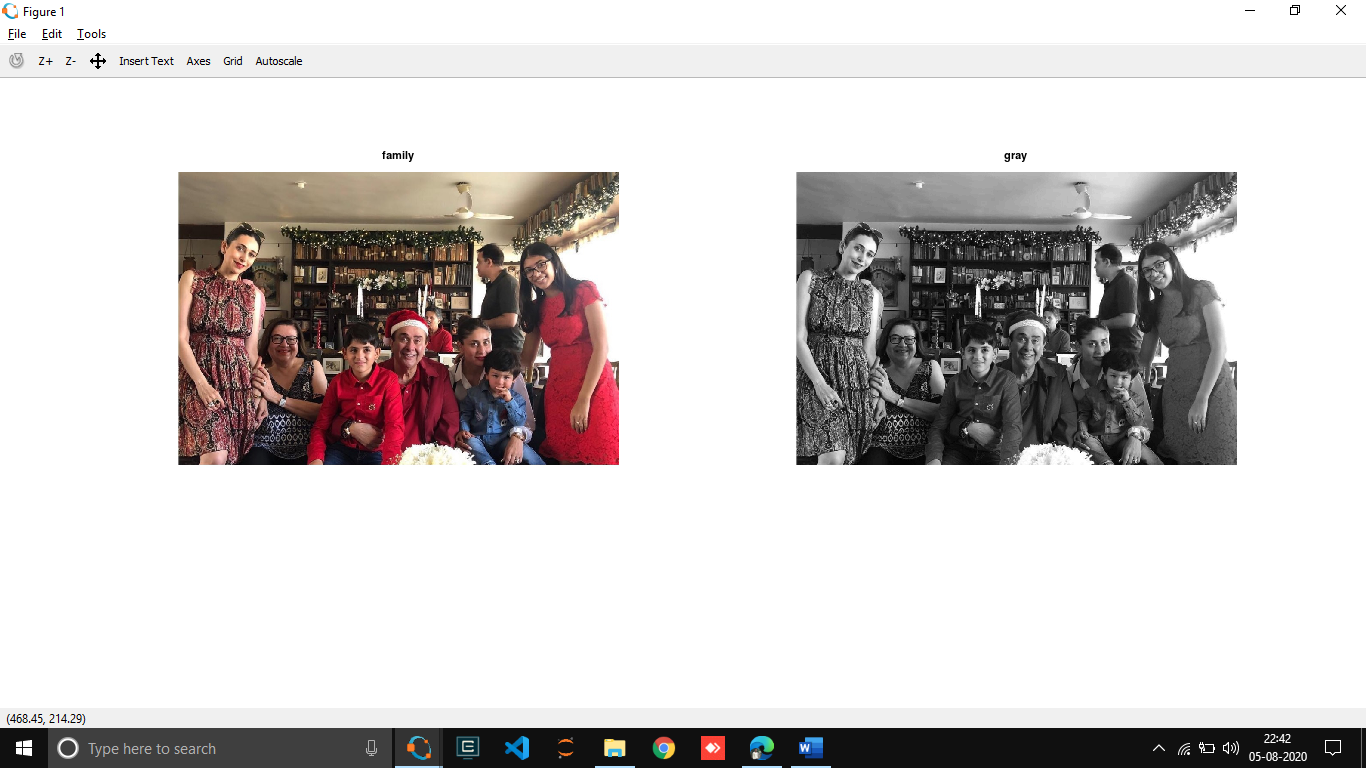 Figure 1
File Edit Tools
Z+ Z- Insert Text Axes Grid Autoscale
family
gray
(468.45, 214.29)
Type here to search
22:42
05-08-2020